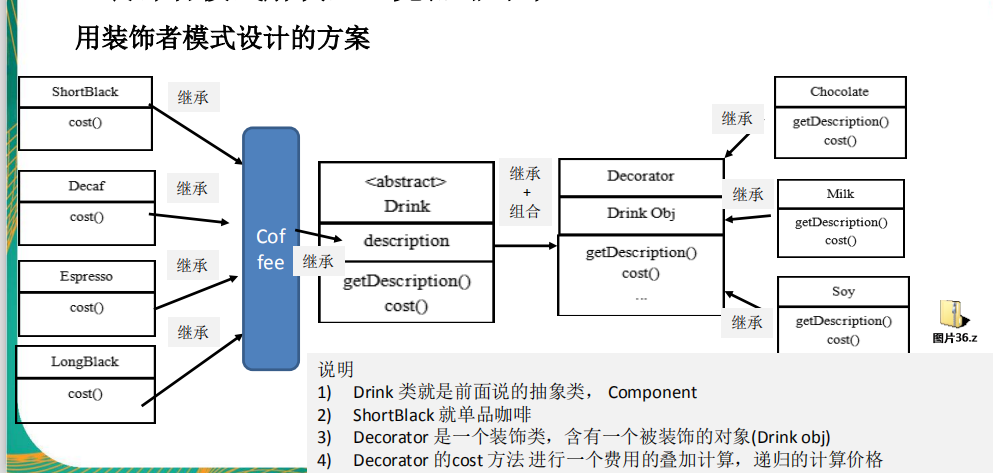 用装饰者模式设计的方案
ShortBlack
cost()
继承
Decaf
cost()
继承
Espresso
cost()
继承
LongBlack
cost()
继承
Cof
fee
继承
<abstract>
Drink
description
getDescription()
cost()
继承
+
组合
Decorator
Drink Obj
getDescription()
cost()
...
继承
Chocolate
getDescription()
cost()
继承
Milk
getDescription()
cost()
继承
Soy
getDescription()
cost()
图片36.z
说明
1) Drink 类就是前面说的抽象类， Component
2) ShortBlack 就单品咖啡
3) Decorator 是一个装饰类，含有一个被装饰的对象(Drink obj)
4) Decorator 的cost 方法 进行一个费用的叠加计算，递归的计算价格